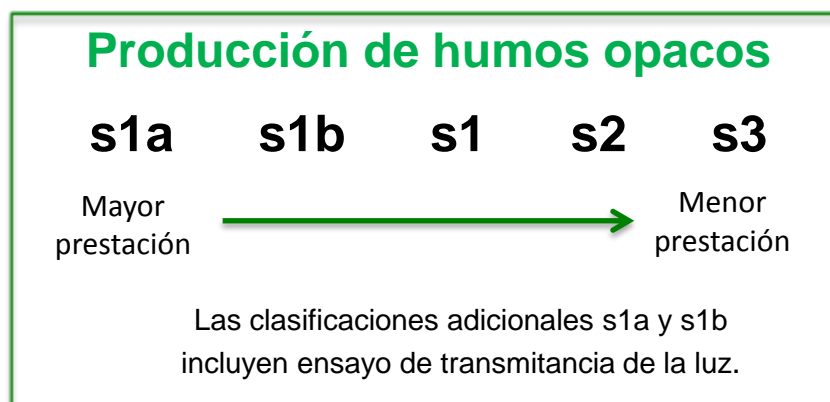 Producción de humos opacos
s1a s1b s1 s2 s3
Mayor prestación
Menor prestación
Las clasificaciones adicionales s1a y s1b
incluyen ensayo de transmitancia de la luz.